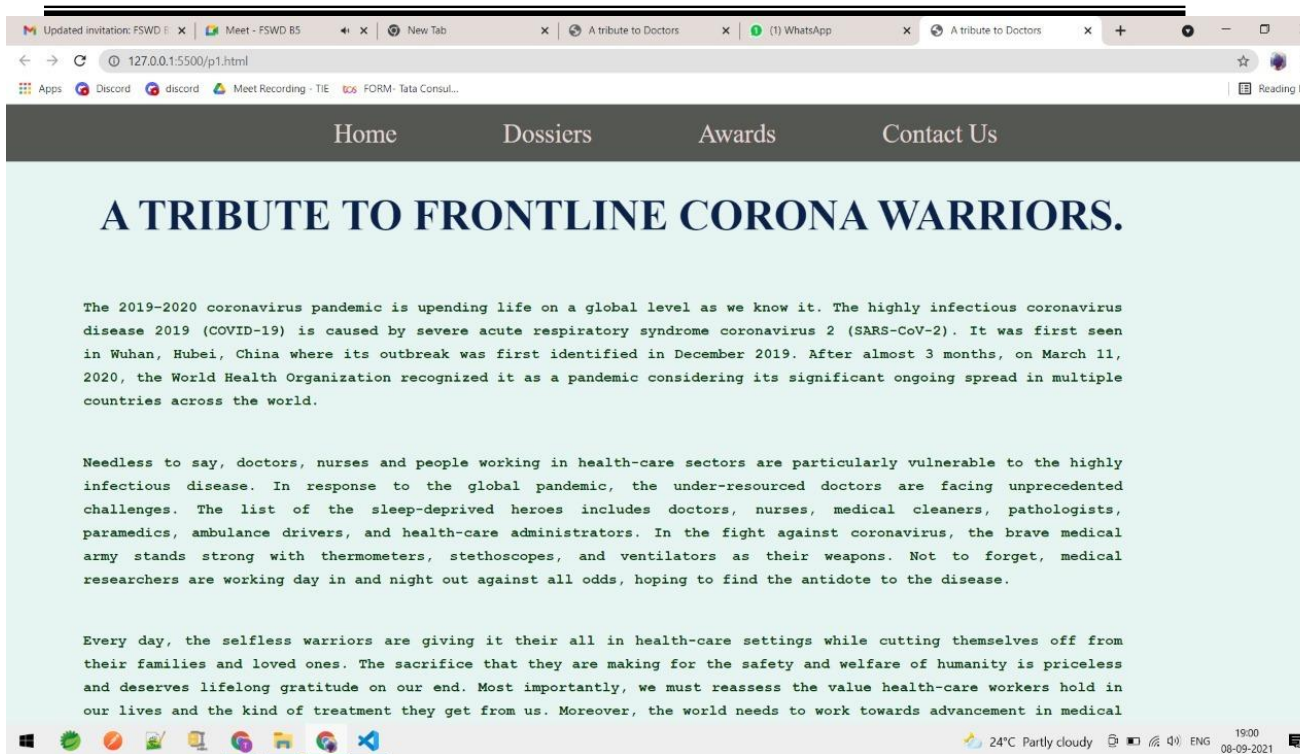 Updated invitation: FSWD
Meet - FSWD B5
New Tab
A tribute to Doctors
(1) WhatsApp
A tribute to Doctors
127.0.0.1:5500/p1.html
Apps
Discord
discord
Meet Recording - TIE
tcs FORM- Tata Consul...
Reading
Home
Dossiers
Awards
Contact Us
A TRIBUTE TO FRONTLINE CORONA WARRIORS.
The 2019-2020 coronavirus pandemic is upending life on a global level as we know it. The highly infectious coronavirus
disease 2019 (COVID-19) is caused by severe acute respiratory syndrome coronavirus 2 (SARS-CoV-2). It was first seen
in Wuhan, Hubei, China where its outbreak was first identified in December 2019. After almost 3 months, on March 11,
2020, the World Health Organization recognized it as a pandemic considering its significant ongoing spread in multiple
countries across the world.
Needless to say, doctors, nurses and people working in health-care sectors are particularly vulnerable to the highly
infectious disease. In response to the global pandemic, the under-resourced doctors are facing unprecedented
challenges. The list of the sleep-deprived heroes includes doctors, nurses, medical cleaners, pathologists,
paramedics, ambulance drivers, and health-care administrators. In the fight against coronavirus, the brave medical
army stands strong with thermometers, stethoscopes, and ventilators as their weapons. Not to forget, medical
researchers are working day in and night out against all odds, hoping to find the antidote to the disease.
Every day, the selfless warriors are giving it their all in health-care settings while cutting themselves off from
their families and loved ones. The sacrifice that they are making for the safety and welfare of humanity is priceless
and deserves lifelong gratitude on our end. Most importantly, we must reassess the value health-care workers hold in
our lives and the kind of treatment they get from us. Moreover, the world needs to work towards advancement in medical
24°C Partly cloudy
ENG
19:00
08-09-2021